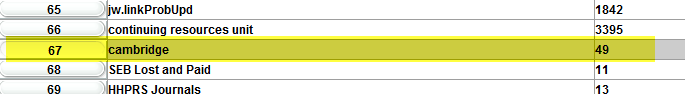 65 jw.linkProbUpd 1842
66 continuing resources unit 3395
67 cambridge 49
68 SEB Lost and Paid 11
69 HHPRS Journals 13